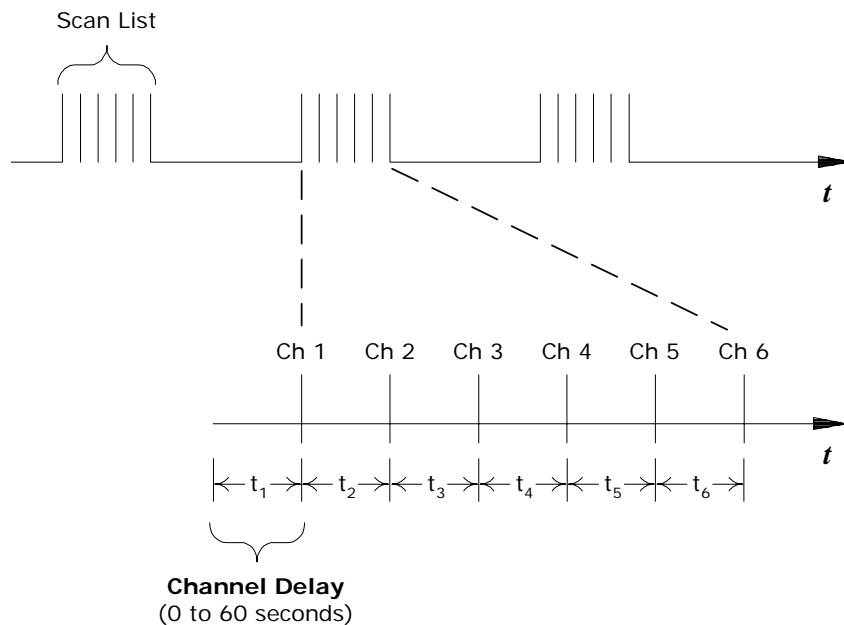 Scan List
t
Ch 1 Ch 2 Ch 3 Ch 4 Ch 5 Ch 6
t
t1 t2 t3 t4 t5 t6
Channel Delay
(0 to 60 seconds)